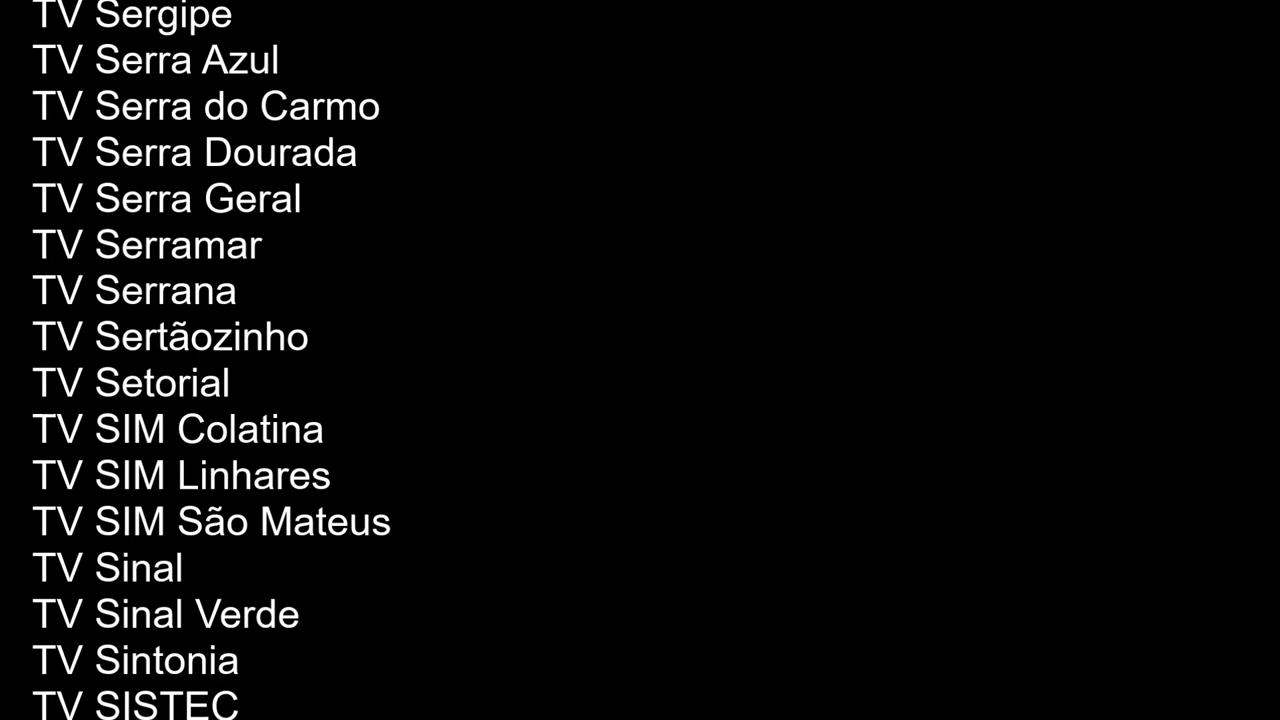 TV Sergipe
TV Serra Azul
TV Serra do Carmo
TV Serra Dourada
TV Serra Geral
TV Serramar
TV Serrana
TV Sertãozinho
TV Setorial
TV SIM Colatina
TV SIM Linhares
TV SIM São Mateus
TV Sinal
TV Sinal Verde
TV Sintonia
TV SISTEC